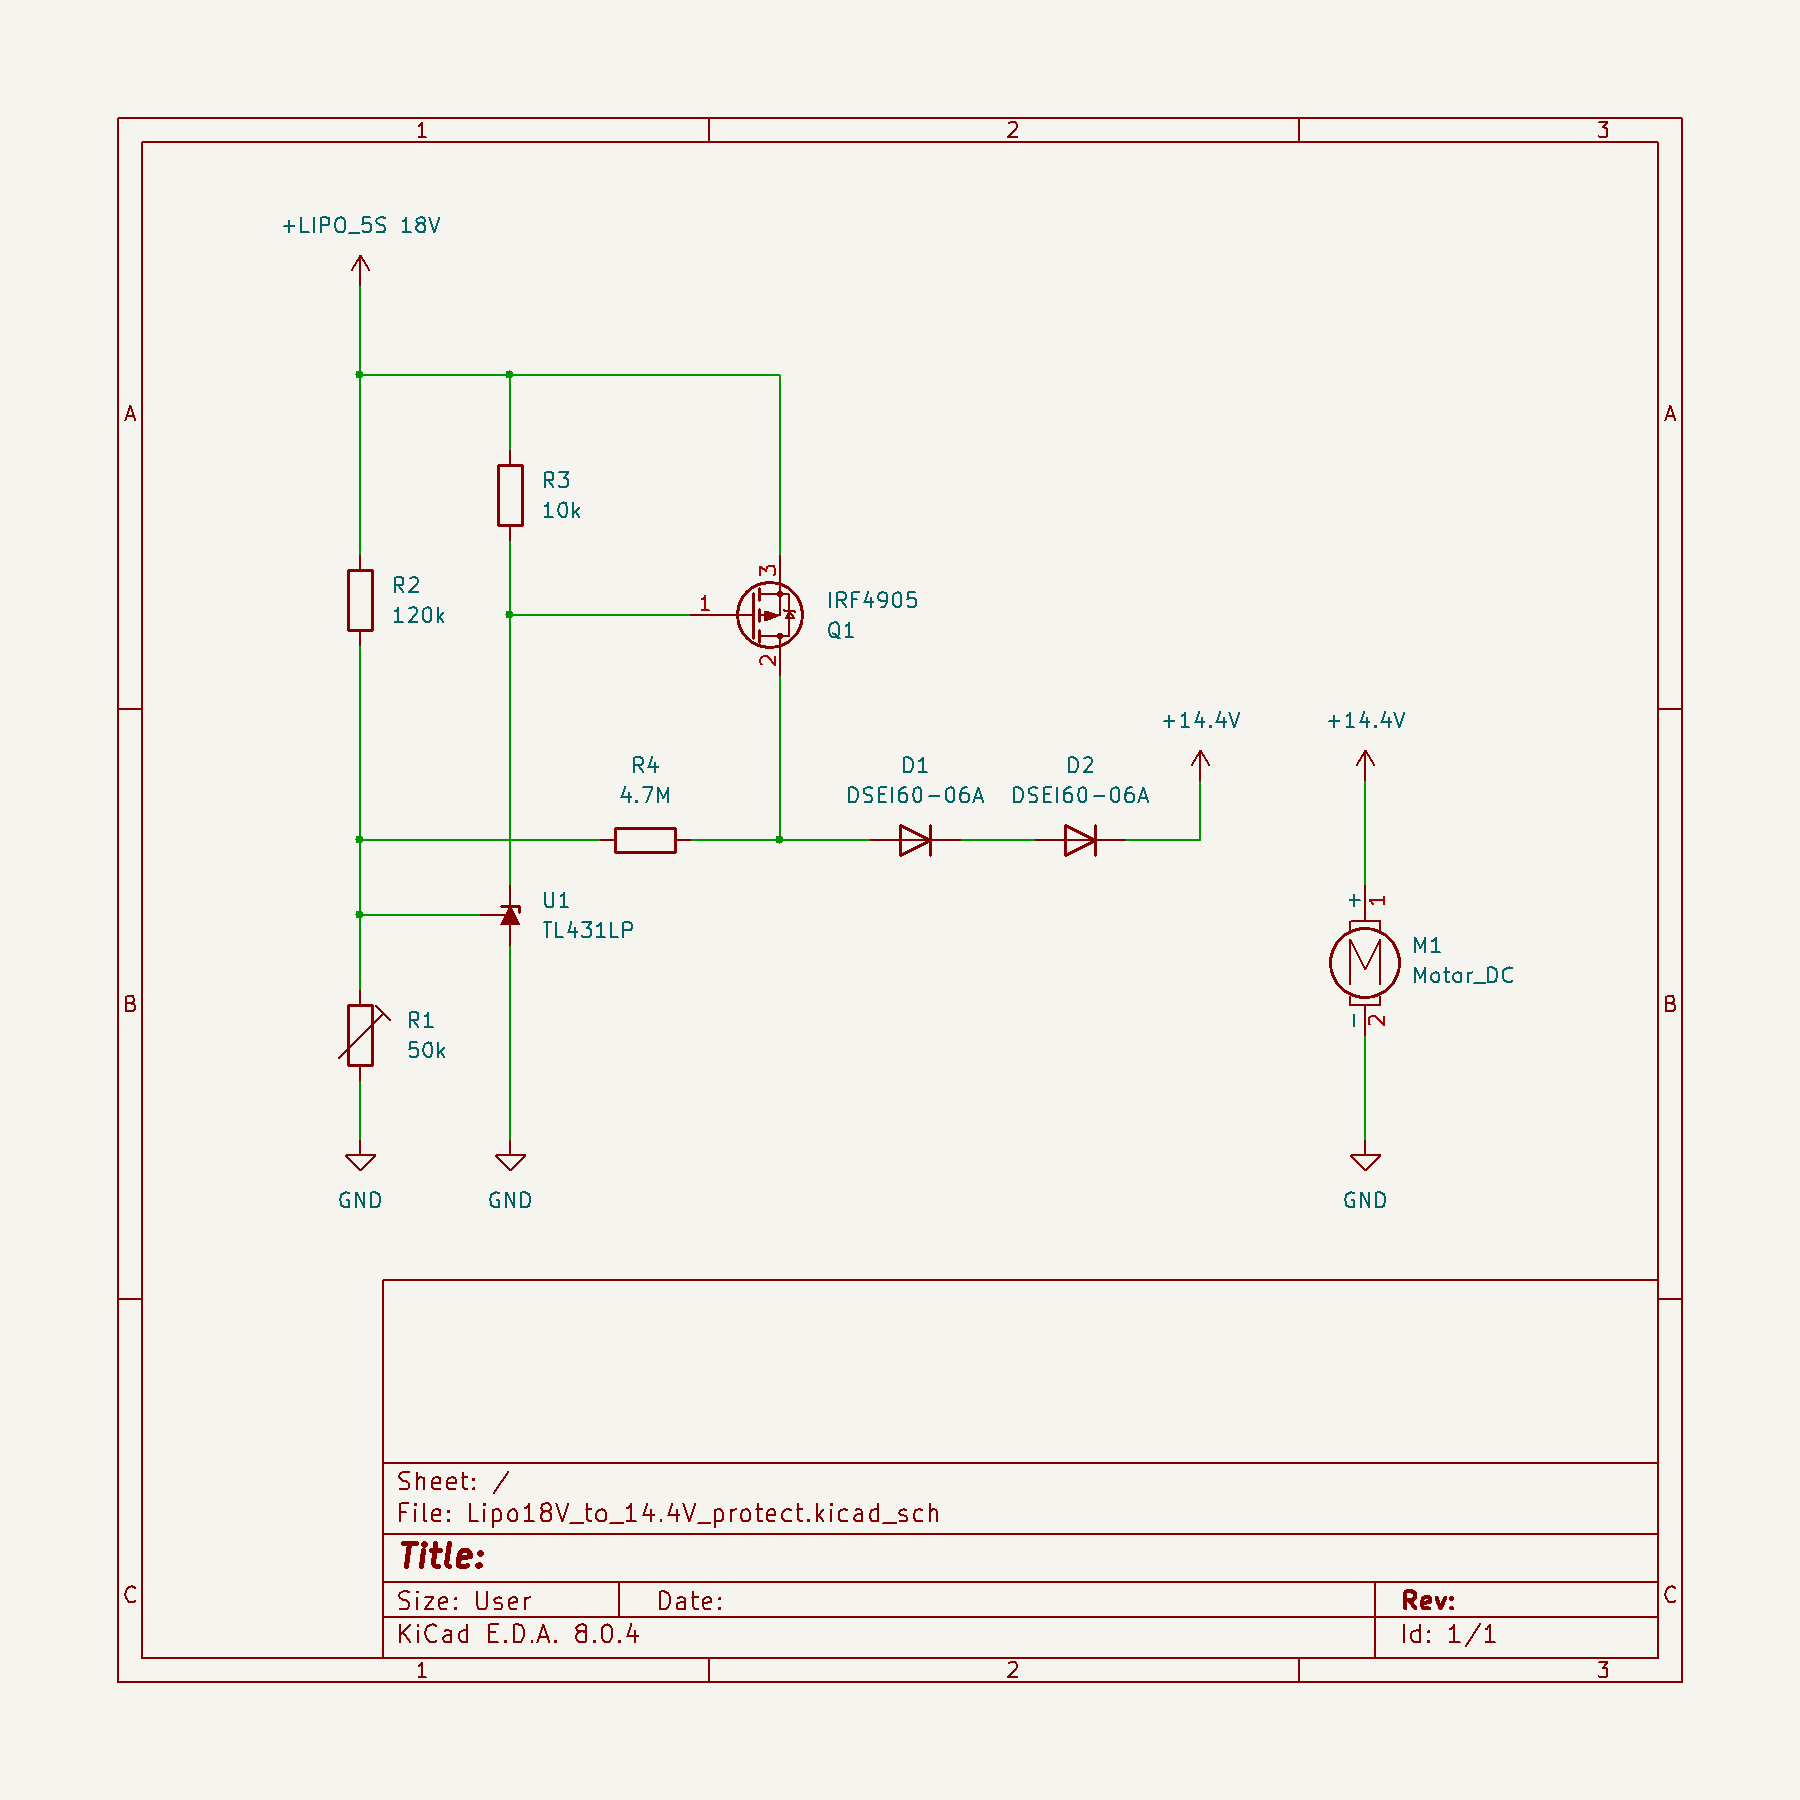 1 2 3
+LIPO_5S 18V
A A
R3
10k
3
R2
120k
1
IRF4905
Q1
2
+14.4V +14.4V
R4 D1 D2
4.7M DSEI60-06A DSEI60-06A
U1
TL431LP
+ 1
M
M1
Motor_DC
- 2
B B
R1
50k
GND GND GND
Sheet: /
File: Lipo18V_to_14.4V_protect.kicad_sch
Title:
C C
Size: User Date: Rev:
KiCad E.D.A. 8.0.4 Id: 1/1
1 2 3